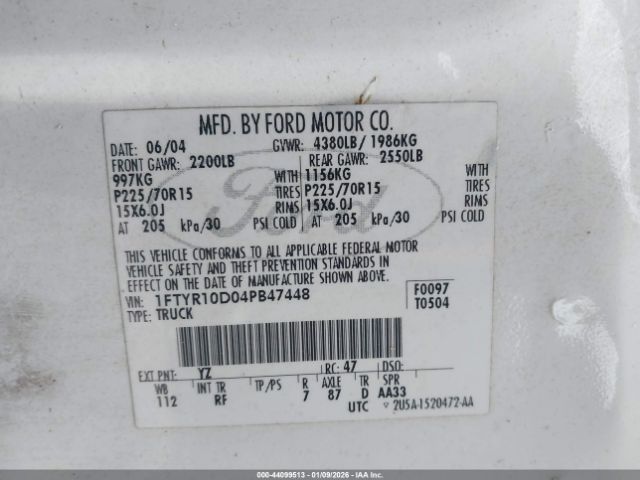 MFD. BY FORD MOTOR CO.
DATE: 06/04 GVWR: 4380LB/ 1986KG
FRONT GAWR: 2200LB REAR GAWR: 2550LB
997KG WITH 1156KG WITH
P225/70R15 TIRES P225/70R15 TIRES
15X6.0J RIMS 15X6.0J RIMS
AT 205 kPa/30 PSI COLD AT 205 kPa/30 PSI COLD
Ford
THIS VEHICLE CONFORMS TO ALL APPLICABLE FEDERAL MOTOR
VEHICLE SAFETY AND THEFT PREVENTION STANDARDS IN
EFFECT ON THE DATE OF MANUFACTURE SHOWN ABOVE.
VIN: 1FTYR10D04PB47448 F0097
TYPE: TRUCK T0504
EXT PNT: YZ RC: 47 DSO:
WB INT TR TP/PS R AXLE TR SPR
112 RF 7 87 D AA33
UTC 2U5A-1520472-AA
000-44099513 - 01/09/2026 - IAA, Inc.